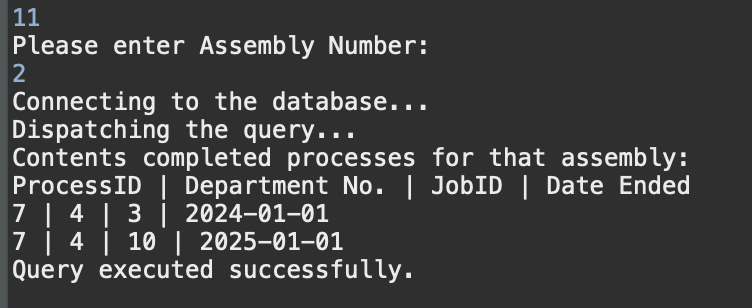 11
Please enter Assembly Number:
2
Connecting to the database...
Dispatching the query...
Contents completed processes for that assembly:
ProcessID | Department No. | JobID | Date Ended
7 | 4 | 3 | 2024-01-01
7 | 4 | 10 | 2025-01-01
Query executed successfully.